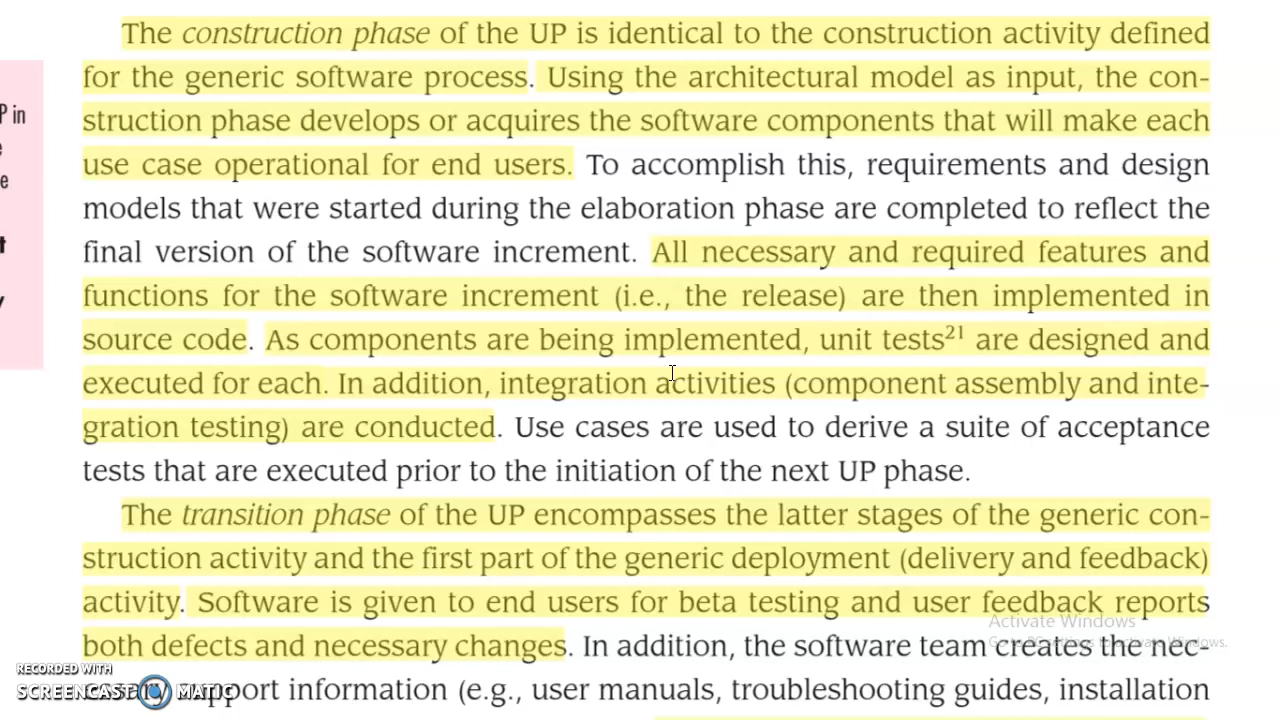 The construction phase of the UP is identical to the construction activity defined
for the generic software process. Using the architectural model as input, the con-
struction phase develops or acquires the software components that will make each
use case operational for end users. To accomplish this, requirements and design
models that were started during the elaboration phase are completed to reflect the
final version of the software increment. All necessary and required features and
functions for the software increment (i.e., the release) are then implemented in
source code. As components are being implemented, unit tests21 are designed and
executed for each. In addition, integration activities (component assembly and inte-
gration testing) are conducted. Use cases are used to derive a suite of acceptance
tests that are executed prior to the initiation of the next UP phase.
The transition phase of the UP encompasses the latter stages of the generic con-
struction activity and the first part of the generic deployment (delivery and feedback)
activity. Software is given to end users for beta testing and user feedback reports
both defects and necessary changes. In addition, the software team creates the nec-
support information (e.g., user manuals, troubleshooting guides, installation
P in
Activate Windows
Go to PC settings to activate Windows.
RECORDED WITH
SCREENCAST MATIC